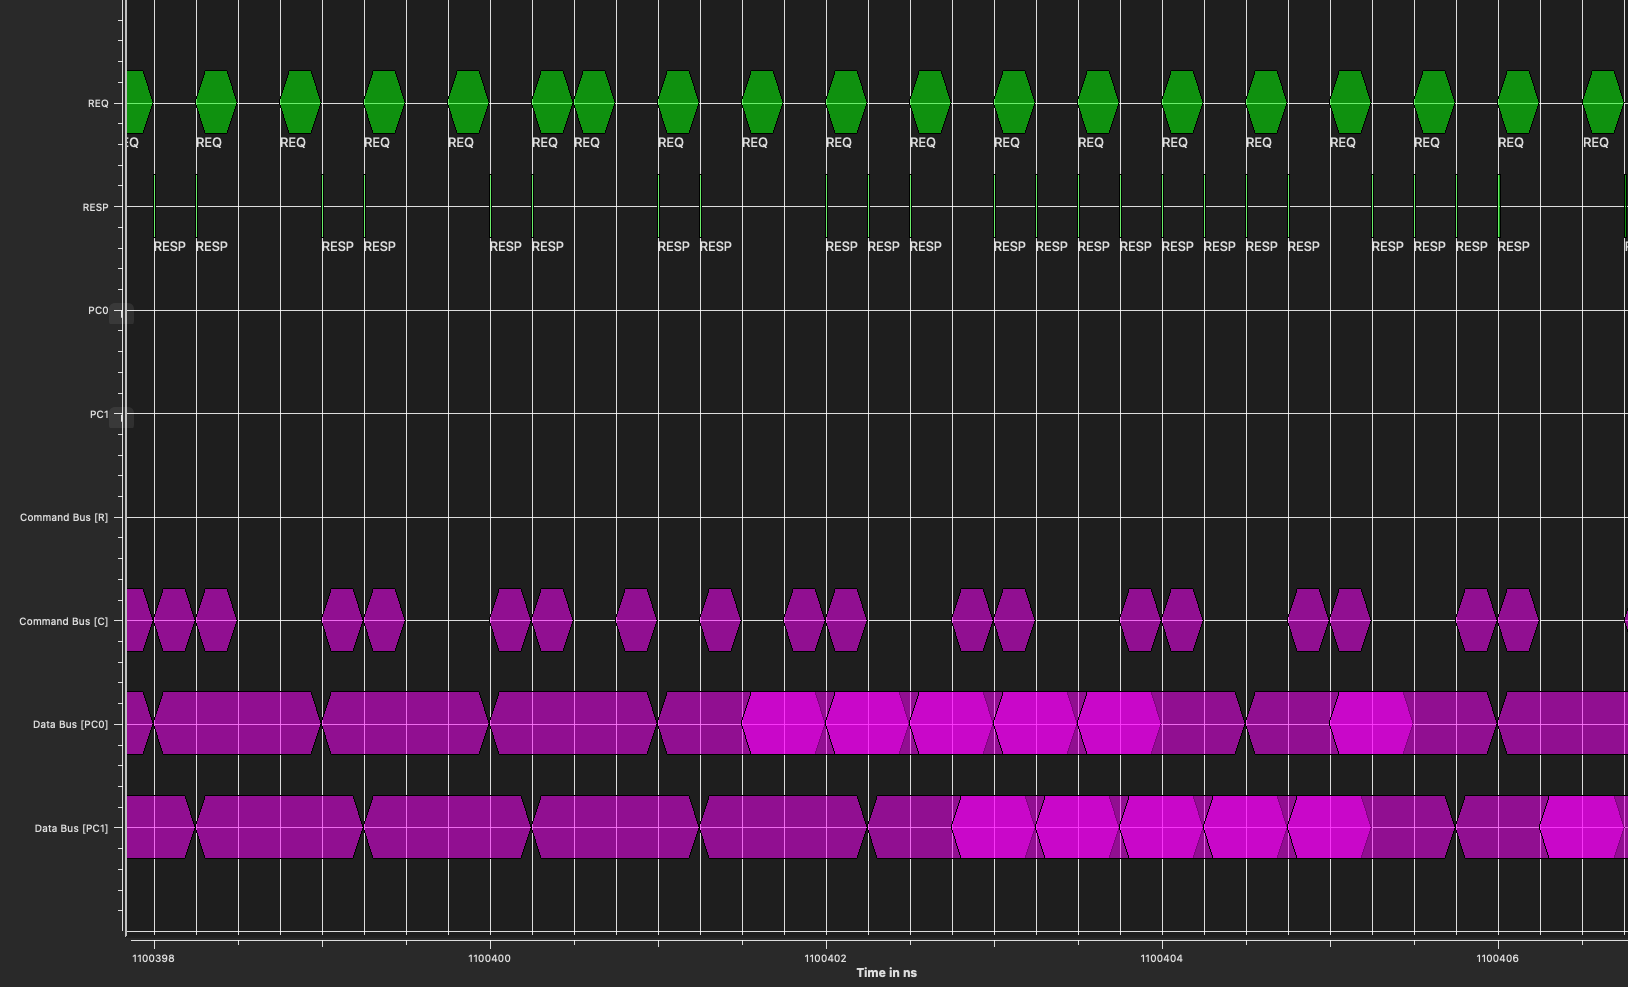 REQ
EQ REQ REQ REQ REQ REQ REQ REQ REQ REQ REQ REQ REQ REQ REQ REQ REQ REQ REQ
RESP
RESP RESP RESP RESP RESP RESP RESP RESP RESP RESP RESP RESP RESP RESP RESP RESP RESP RESP RESP RESP RESP RESP RESP
PC0
PC1
Command Bus [R]
Command Bus [C]
Data Bus [PC0]
Data Bus [PC1]
1100398 1100400 1100402 1100404 1100406
Time in ns